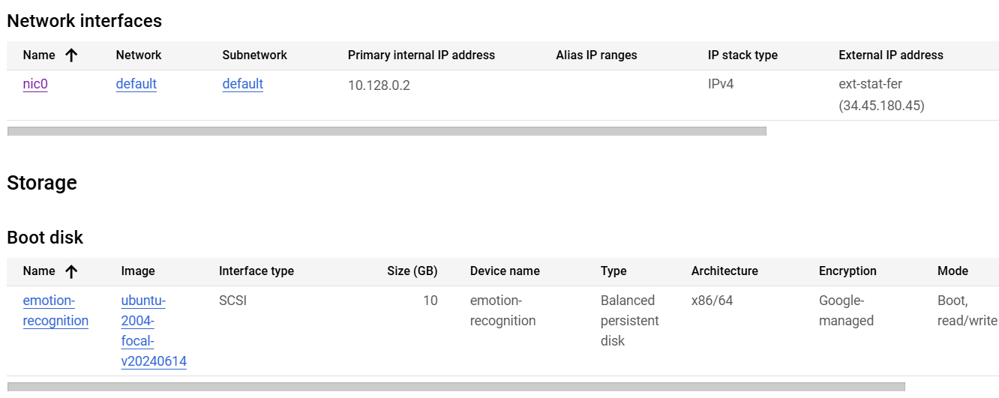 Network interfaces
Name Network Subnetwork Primary internal IP address Alias IP ranges IP stack type External IP address
nic0 default default 10.128.0.2 IPv4 ext-stat-fer
(34.45.180.45)
Storage
Boot disk
Name Image Interface type Size (GB) Device name Type Architecture Encryption Mode
emotion- ubuntu- SCSI 10 emotion- Balanced x86/64 Google- Boot,
recognition 2004- recognition persistent managed read/write
focal- disk
v20240614